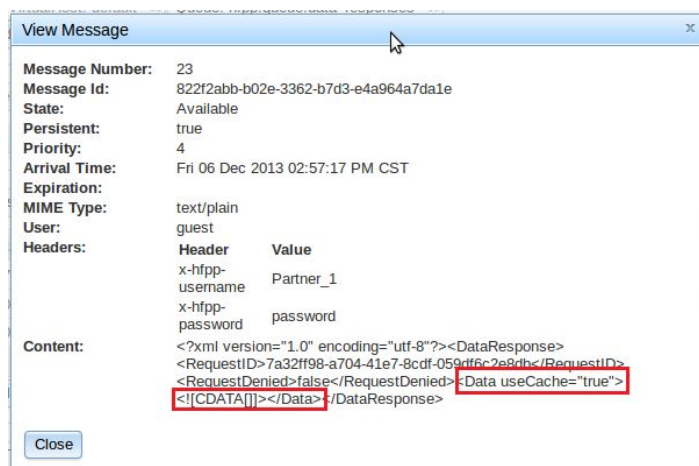 View Message x
Message Number: 23
Message Id: 822f2abb-b02e-3362-b7d3-e4a964a7da1e
State: Available
Persistent: true
Priority: 4
Arrival Time: Fri 06 Dec 2013 02:57:17 PM CST
Expiration:
MIME Type: text/plain
User: guest
Headers: Header Value
x-hfpp-
username Partner_1
x-hfpp-
password password
Content: <?xml version="1.0" encoding="utf-8"?><DataResponse>
<RequestID>7a32ff98-a704-41e7-8cdf-059df6c2e8db</RequestID>
<RequestDenied>false</RequestDenied><Data useCache="true">
<![CDATA[]]></Data></DataResponse>
Close